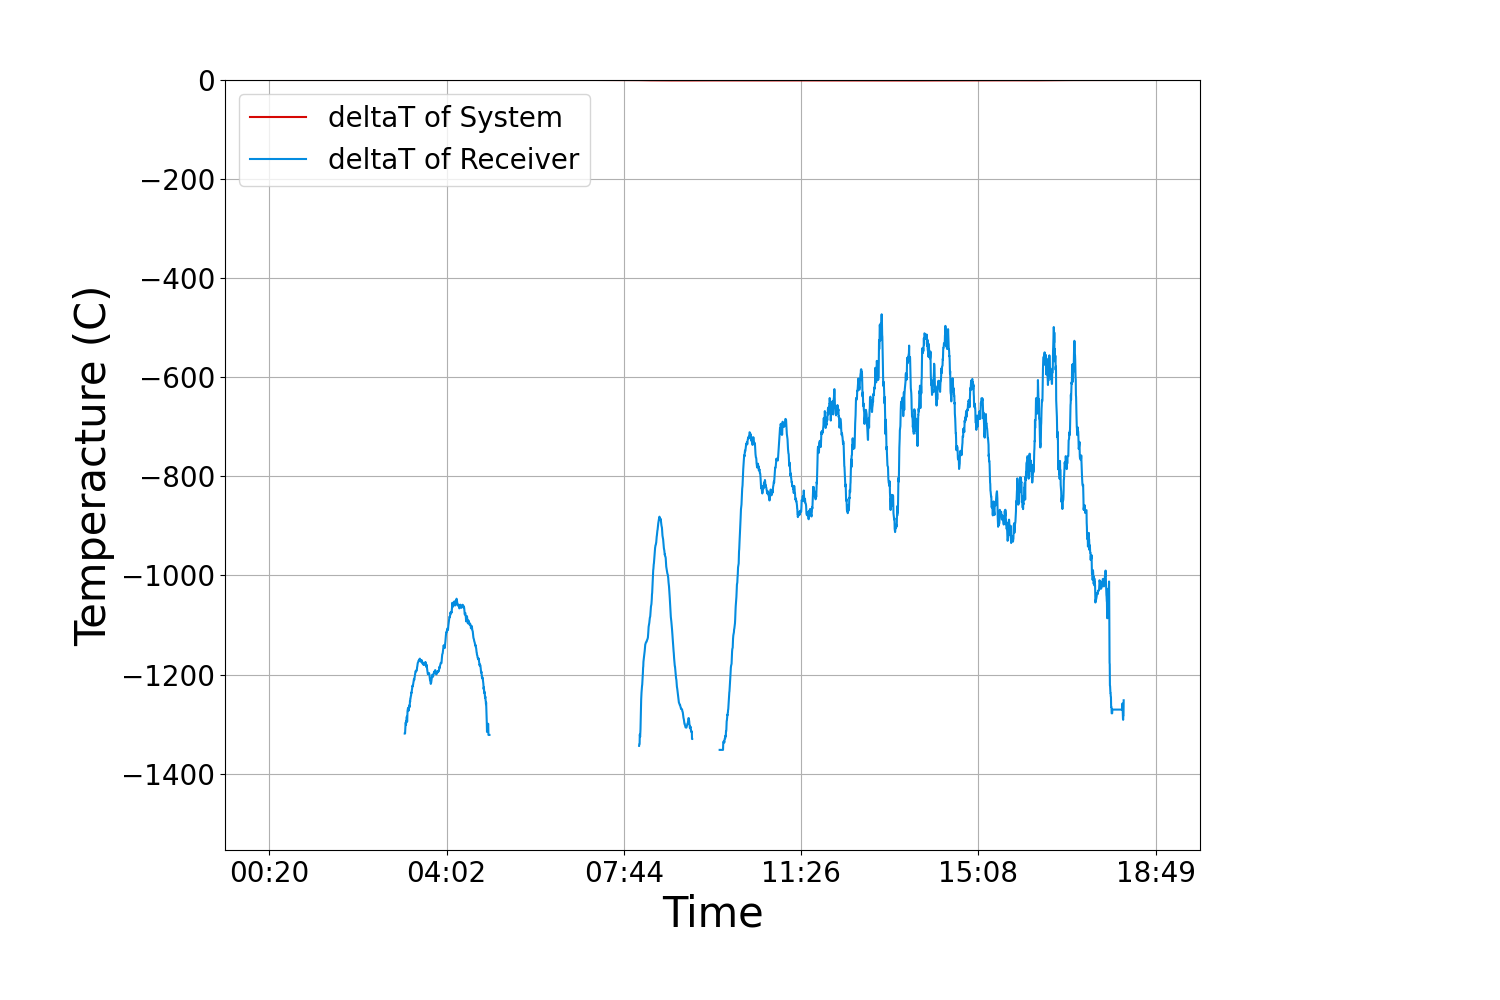 0
−200
−400
−600
−800
−1000
−1200
−1400
Temperacture (C)
deltaT of System
deltaT of Receiver
00:20 04:02 07:44 11:26 15:08 18:49
Time